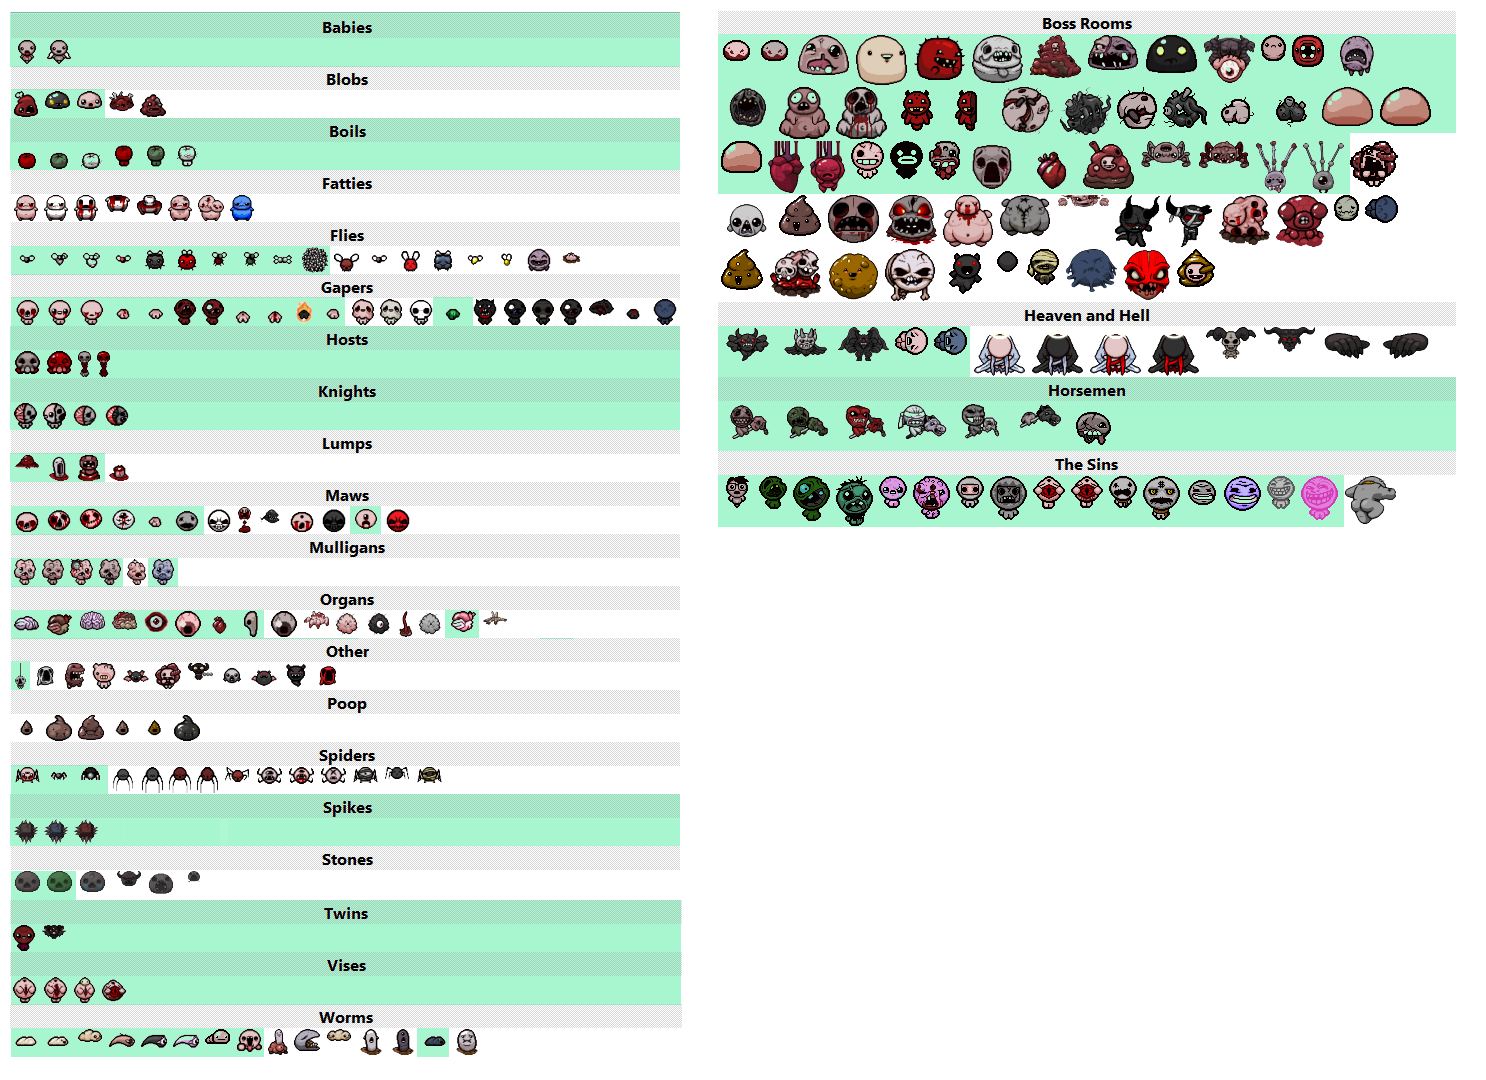 Babies
Blobs
Boils
Fatties
Flies
Gapers
Hosts
Knights
Lumps
Maws
Mulligans
Organs
Other
Poop
Spiders
Spikes
Stones
Twins
Vises
Worms
Boss Rooms
Heaven and Hell
Horsemen
The Sins